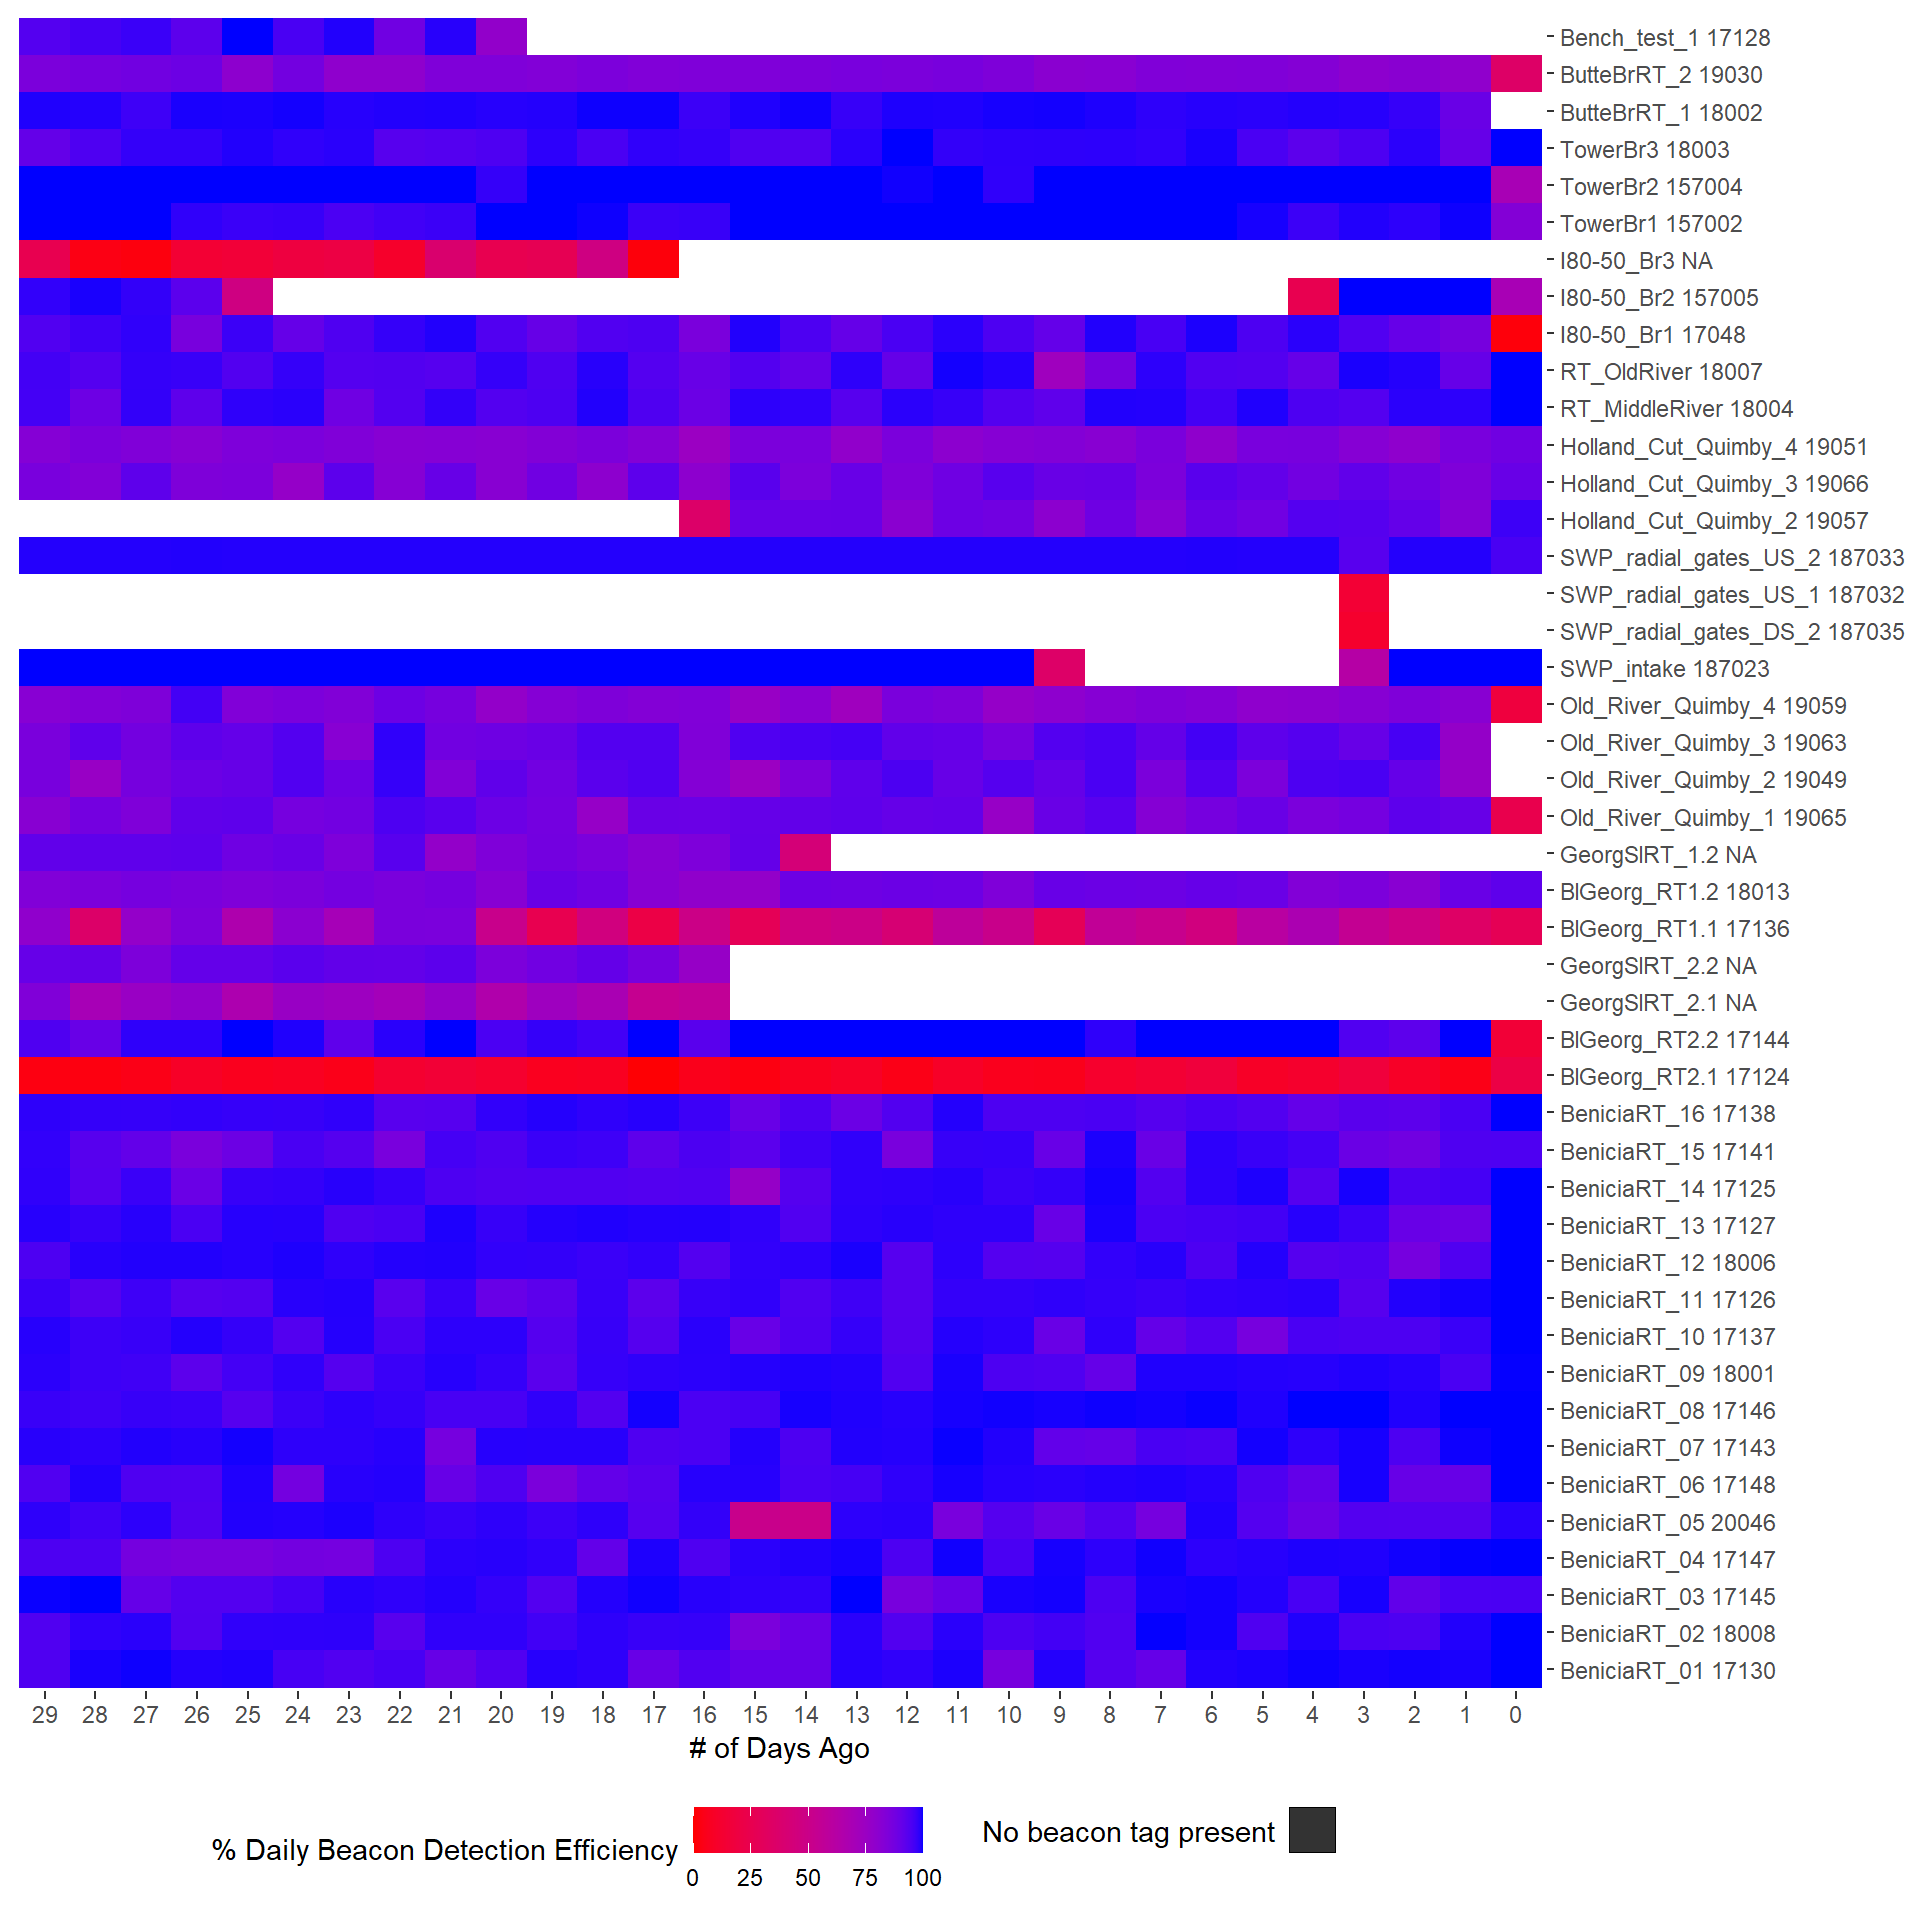 Bench_test_1 17128
ButteBrRT_2 19030
ButteBrRT_1 18002
TowerBr3 18003
TowerBr2 157004
TowerBr1 157002
I80-50_Br3 NA
I80-50_Br2 157005
I80-50_Br1 17048
RT_OldRiver 18007
RT_MiddleRiver 18004
Holland_Cut_Quimby_4 19051
Holland_Cut_Quimby_3 19066
Holland_Cut_Quimby_2 19057
SWP_radial_gates_US_2 187033
SWP_radial_gates_US_1 187032
SWP_radial_gates_DS_2 187035
SWP_intake 187023
Old_River_Quimby_4 19059
Old_River_Quimby_3 19063
Old_River_Quimby_2 19049
Old_River_Quimby_1 19065
GeorgSlRT_1.2 NA
BlGeorg_RT1.2 18013
BlGeorg_RT1.1 17136
GeorgSlRT_2.2 NA
GeorgSlRT_2.1 NA
BlGeorg_RT2.2 17144
BlGeorg_RT2.1 17124
BeniciaRT_16 17138
BeniciaRT_15 17141
BeniciaRT_14 17125
BeniciaRT_13 17127
BeniciaRT_12 18006
BeniciaRT_11 17126
BeniciaRT_10 17137
BeniciaRT_09 18001
BeniciaRT_08 17146
BeniciaRT_07 17143
BeniciaRT_06 17148
BeniciaRT_05 20046
BeniciaRT_04 17147
BeniciaRT_03 17145
BeniciaRT_02 18008
BeniciaRT_01 17130
29 28 27 26 25 24 23 22 21 20 19 18 17 16 15 14 13 12 11 10 9 8 7 6 5 4 3 2 1 0
# of Days Ago
% Daily Beacon Detection Efficiency
0 25 50 75 100
No beacon tag present